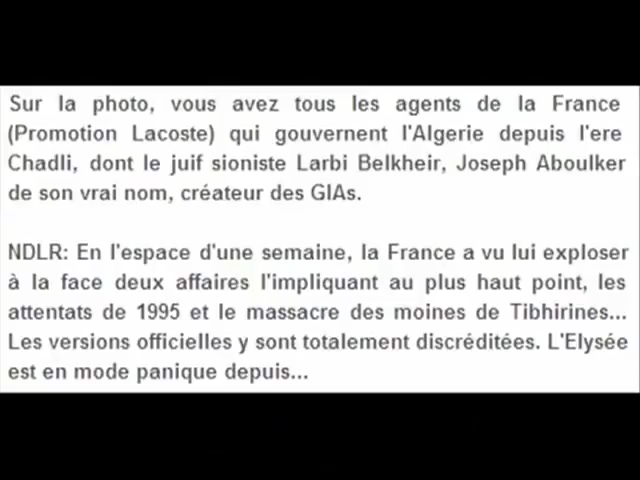 Sur la photo, vous avez tous les agents de la France
(Promotion Lacoste) qui gouvernent l'Algerie depuis l'ere
Chadli, dont le juif sioniste Larbi Belkheir, Joseph Aboulker
de son vrai nom, créateur des GIAs.
NDLR: En l'espace d'une semaine, la France a vu lui exploser
à la face deux affaires l'impliquant au plus haut point, les
attentats de 1995 et le massacre des moines de Tibhirines...
Les versions officielles y sont totalement discréditées. L'Elysée
est en mode panique depuis...